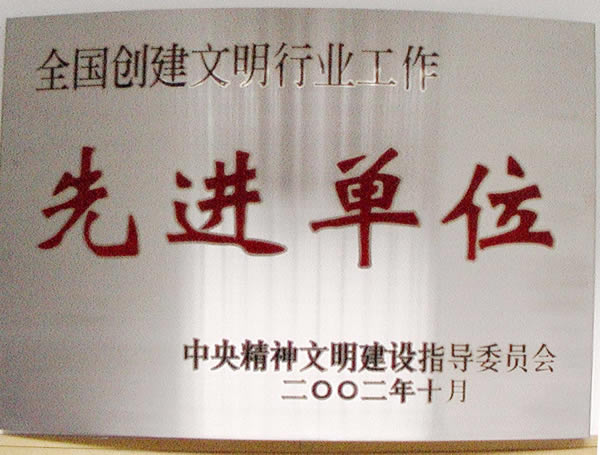 全国创建文明行业工作
先进单位
中央精神文明建设指导委员会
二〇〇二年十月